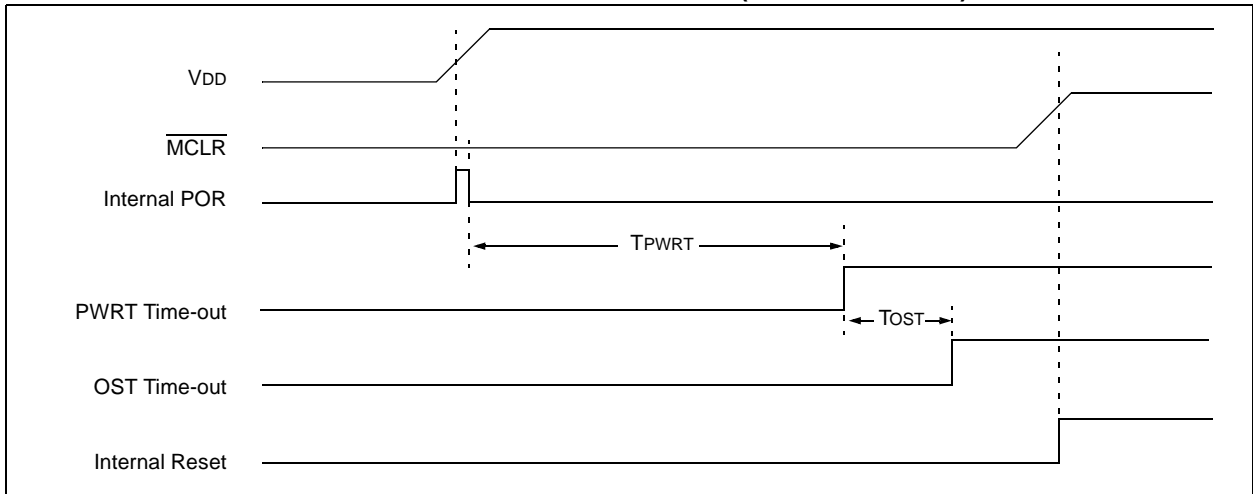 VDD
MCLR
Internal POR
TPWRT
PWRT Time-out
TOST
OST Time-out
Internal Reset